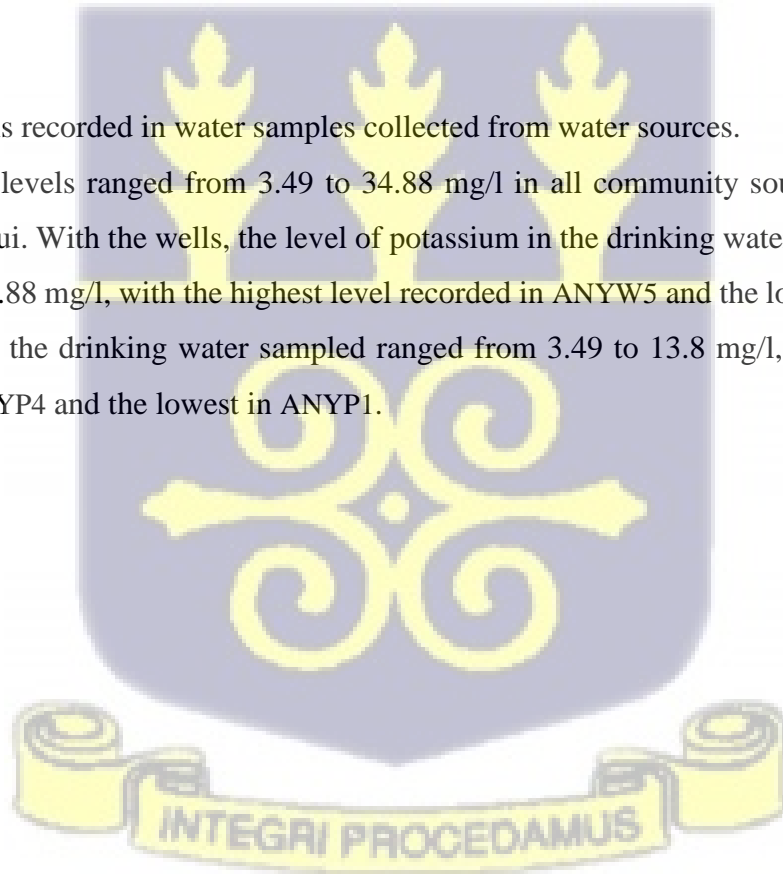 s recorded in water samples collected from water sources.
levels ranged from 3.49 to 34.88 mg/l in all community sou
ui. With the wells, the level of potassium in the drinking wate
.88 mg/l, with the highest level recorded in ANYW5 and the lo
the drinking water sampled ranged from 3.49 to 13.8 mg/l,
YP4 and the lowest in ANYP1.
INTEGRI PROCEDAMUS